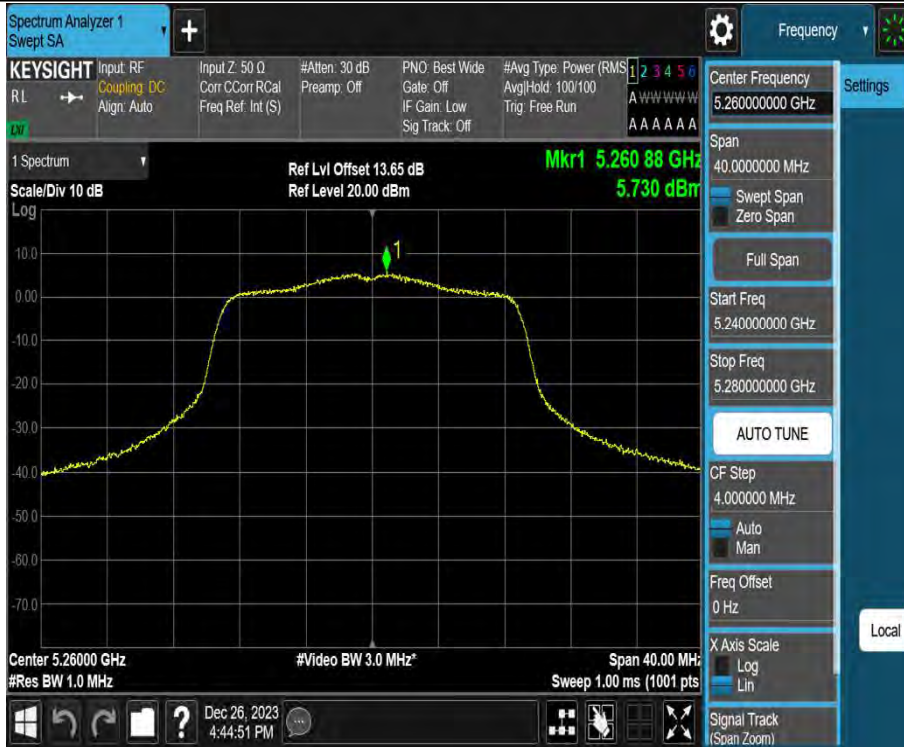 Spectrum Analyzer 1
Swept SA
+
Frequency
KEYSIGHT
RL
LXI
Input: RF
Coupling: DC
Align: Auto
Input Z: 50 Ω
Corr CCorr RCal
Freq Ref: Int (S)
#Atten: 30 dB
Preamp: Off
PNO: Best Wide
Gate: Off
IF Gain: Low
Sig Track: Off
#Avg Type: Power (RMS
Avg|Hold: 100/100
Trig: Free Run
1 2 3 4 5 6
A W W W W W
A A A A A A
1 Spectrum
Scale/Div 10 dB
Log
Ref Lvl Offset 13.65 dB
Ref Level 20.00 dBm
Mkr1 5.260 88 GHz
5.730 dBm
1
10.0
0.00
-10.0
-20.0
-30.0
-40.0
-50.0
-60.0
-70.0
Center 5.26000 GHz
#Res BW 1.0 MHz
#Video BW 3.0 MHz*
Span 40.00 MHz
Sweep 1.00 ms (1001 pts
?
Dec 26, 2023
4:44:51 PM
Center Frequency
5.260000000 GHz
Span
40.0000000 MHz
Swept Span
Zero Span
Full Span
Start Freq
5.240000000 GHz
Stop Freq
5.280000000 GHz
AUTO TUNE
CF Step
4.000000 MHz
Auto
Man
Freq Offset
0 Hz
X Axis Scale
Log
Lin
Signal Track
(Span Zoom)
Settings
Local